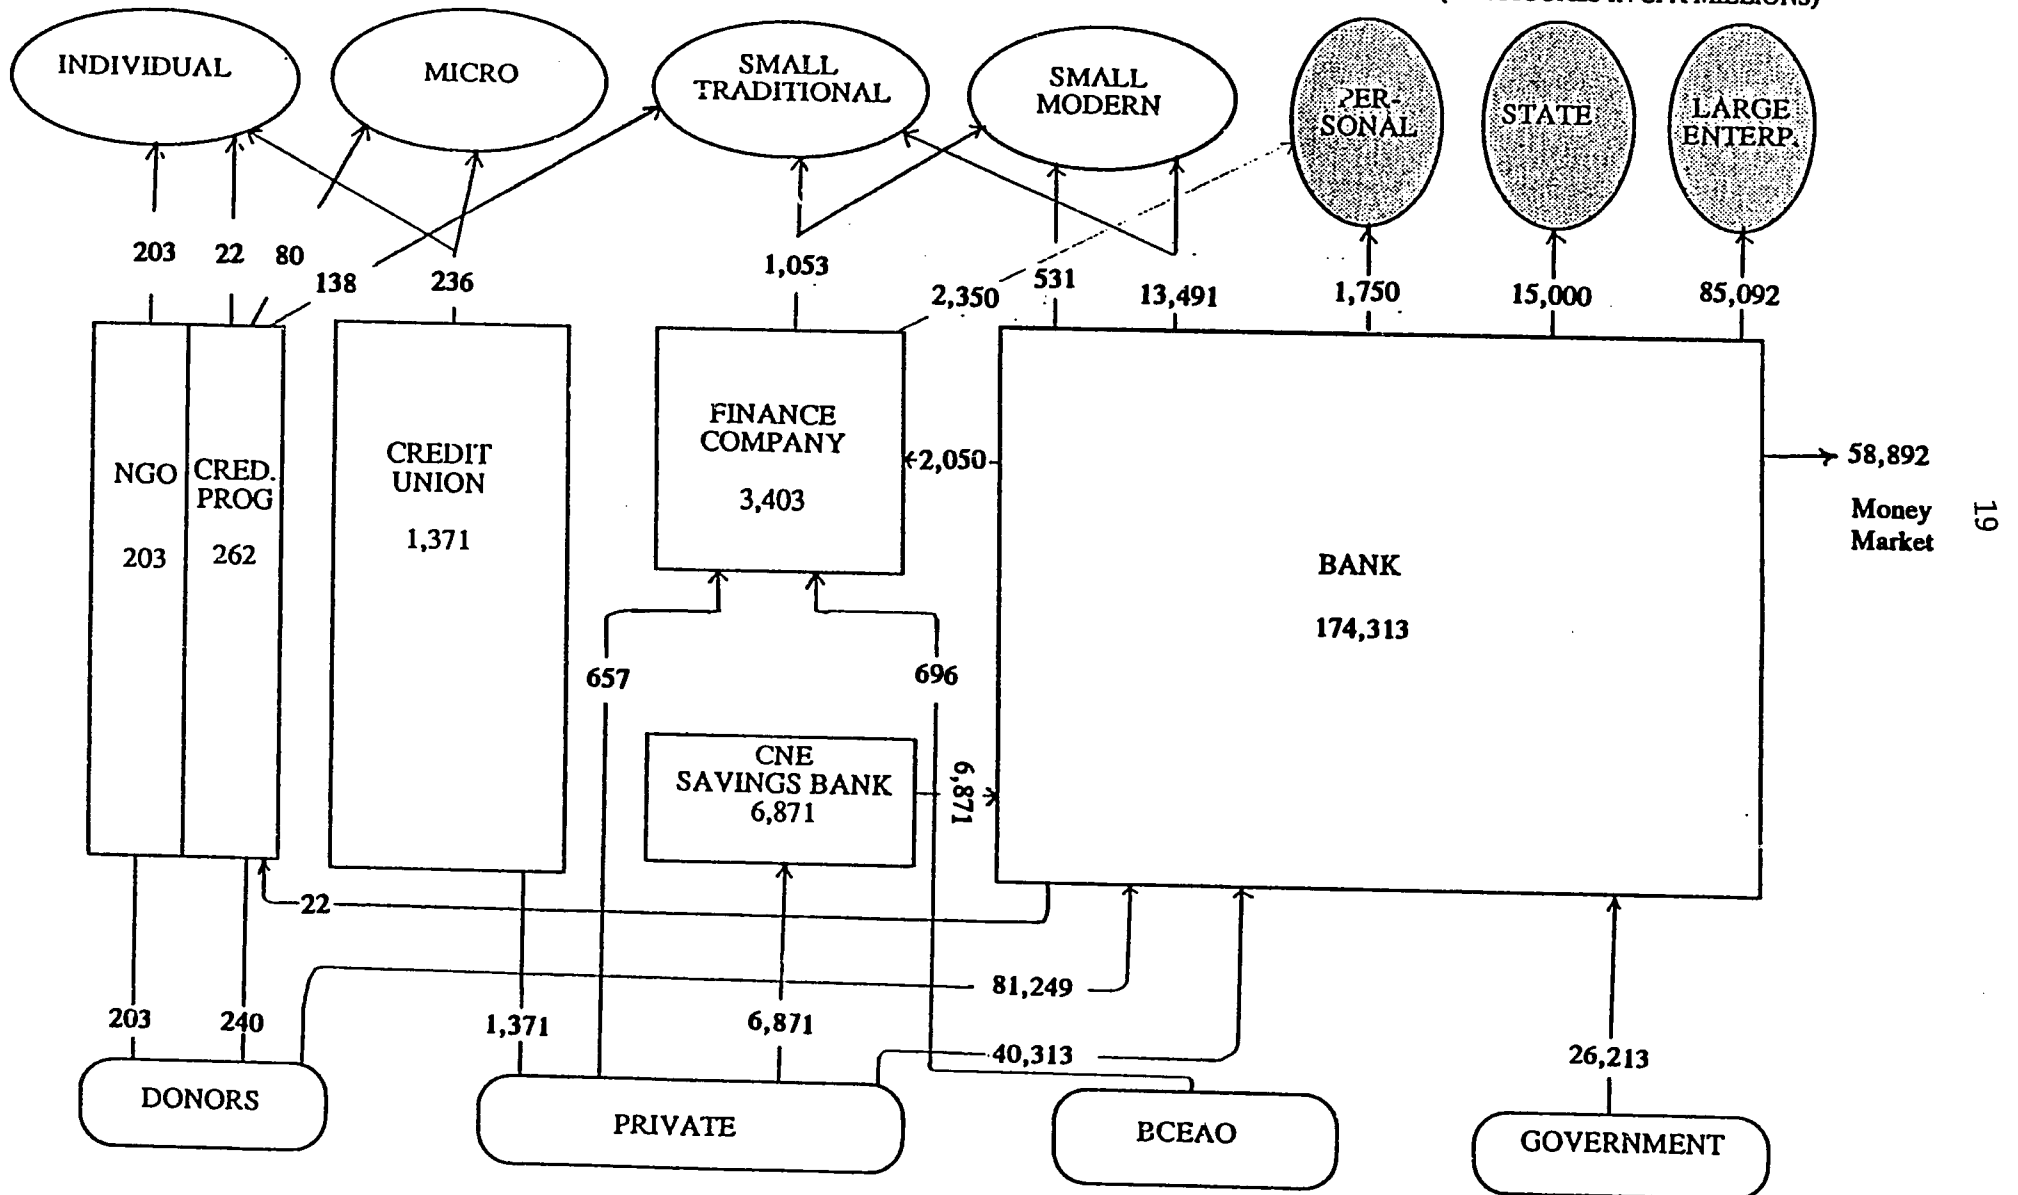 MILLIONS)
INDIVIDUAL
MICRO
SMALL
TRADITIONAL
SMALL
MODERN
PER-
SONAL
STATE
LARGE
ENTERP.
203
22
80
138
236
1,053
2,350
531
13,491
1,750
15,000
85,092
NGO
203
CRED.
PROG
262
CREDIT
UNION
1,371
FINANCE
COMPANY
3,403
2,050
BANK
174,313
58,892
Money
Market
19
657
696
CNE
SAVINGS BANK
6,871
6,871
22
81,249
203
240
1,371
6,871
40,313
26,213
DONORS
PRIVATE
BCEAO
GOVERNMENT